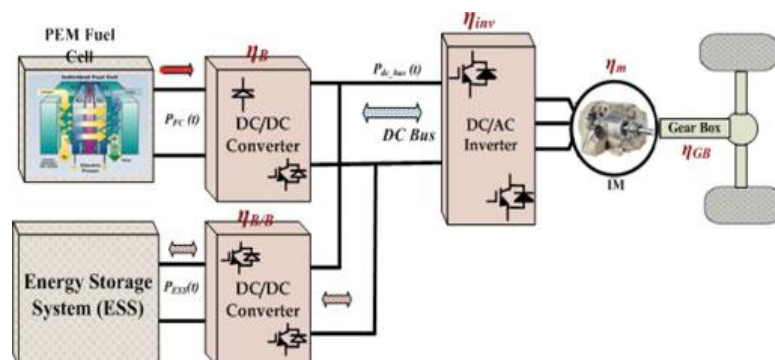 PEM Fuel
Cell
η_B
η_inv
P_FC (t)
DC/DC
Converter
P_dc_bus (t)
DC Bus
DC/AC
Inverter
η_m
IM
Gear Box
η_GB
η_B/B
Energy Storage
System (ESS)
P_ESS(t)
DC/DC
Converter